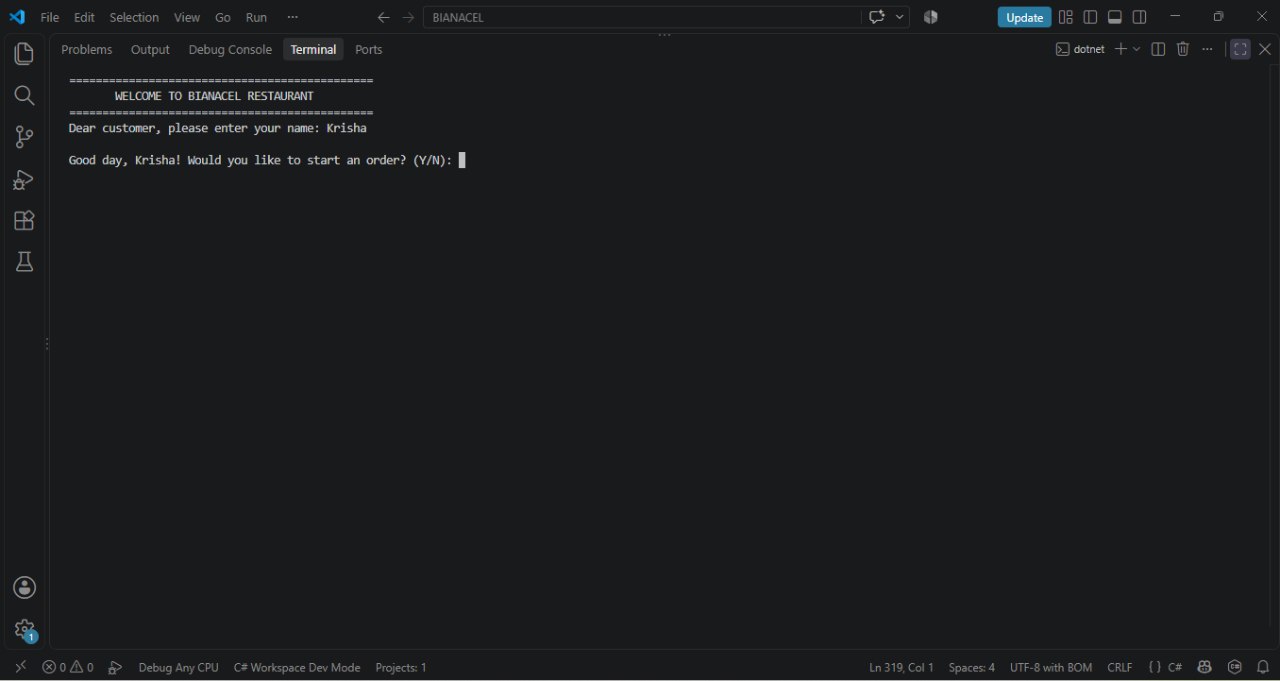 File Edit Selection View Go Run ··· BIANACEL Update
Problems Output Debug Console Terminal Ports dotnet
==============================================
WELCOME TO BIANACEL RESTAURANT
==============================================
Dear customer, please enter your name: Krisha
Good day, Krisha! Would you like to start an order? (Y/N):
1
0 0 Debug Any CPU C# Workspace Dev Mode Projects: 1 Ln 319, Col 1 Spaces: 4 UTF-8 with BOM CRLF { } C#